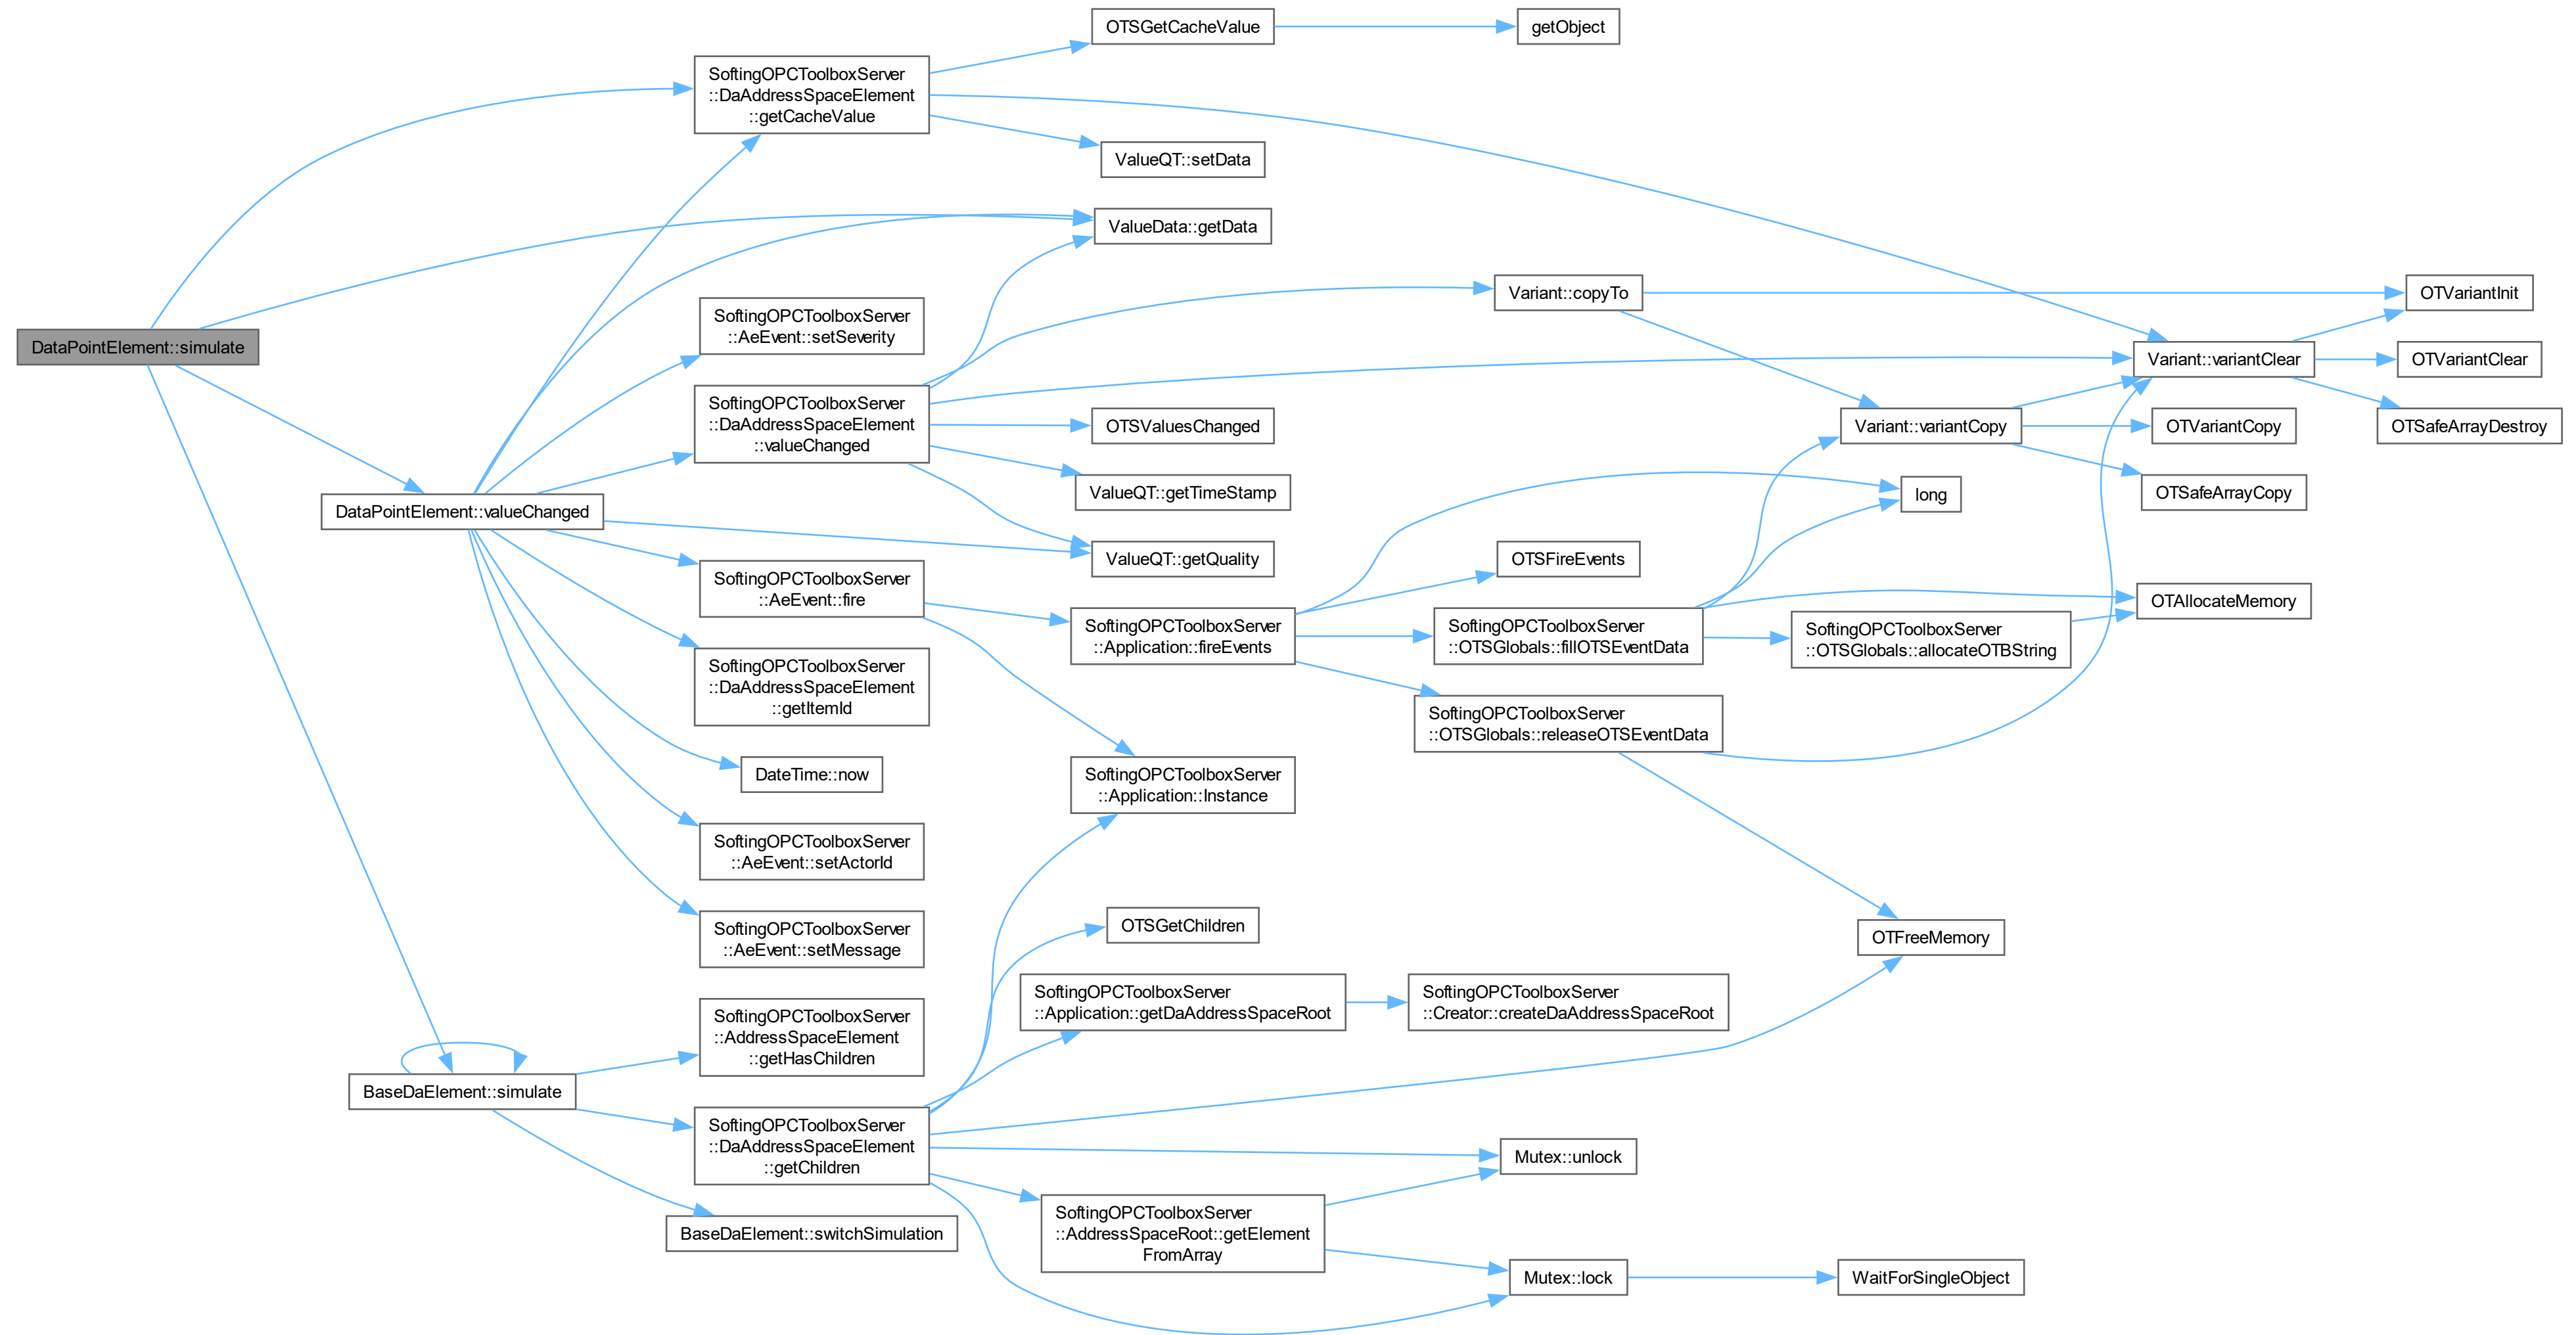 DataPointElement::simulate
SoftingOPCToolboxServer
::DaAddressSpaceElement
::getCacheValue
OTSGetCacheValue
getObject
ValueQT::setData
ValueData::getData
SoftingOPCToolboxServer
::AeEvent::setSeverity
SoftingOPCToolboxServer
::DaAddressSpaceElement
::valueChanged
Variant::copyTo
OTVariantInit
Variant::variantClear
OTVariantClear
OTSafeArrayDestroy
OTSValuesChanged
Variant::variantCopy
OTVariantCopy
OTSafeArrayCopy
ValueQT::getTimeStamp
long
DataPointElement::valueChanged
ValueQT::getQuality
OTSFireEvents
SoftingOPCToolboxServer
::AeEvent::fire
SoftingOPCToolboxServer
::Application::fireEvents
SoftingOPCToolboxServer
::OTSGlobals::fillOTSEventData
SoftingOPCToolboxServer
::OTSGlobals::allocateOTBString
OTAllocateMemory
SoftingOPCToolboxServer
::DaAddressSpaceElement
::getItemId
SoftingOPCToolboxServer
::OTSGlobals::releaseOTSEventData
DateTime::now
SoftingOPCToolboxServer
::Application::Instance
SoftingOPCToolboxServer
::AeEvent::setActorId
SoftingOPCToolboxServer
::AeEvent::setMessage
OTSGetChildren
OTFreeMemory
SoftingOPCToolboxServer
::AddressSpaceElement
::getHasChildren
SoftingOPCToolboxServer
::Application::getDaAddressSpaceRoot
SoftingOPCToolboxServer
::Creator::createDaAddressSpaceRoot
BaseDaElement::simulate
SoftingOPCToolboxServer
::DaAddressSpaceElement
::getChildren
Mutex::unlock
BaseDaElement::switchSimulation
SoftingOPCToolboxServer
::AddressSpaceRoot::getElement
FromArray
Mutex::lock
WaitForSingleObject